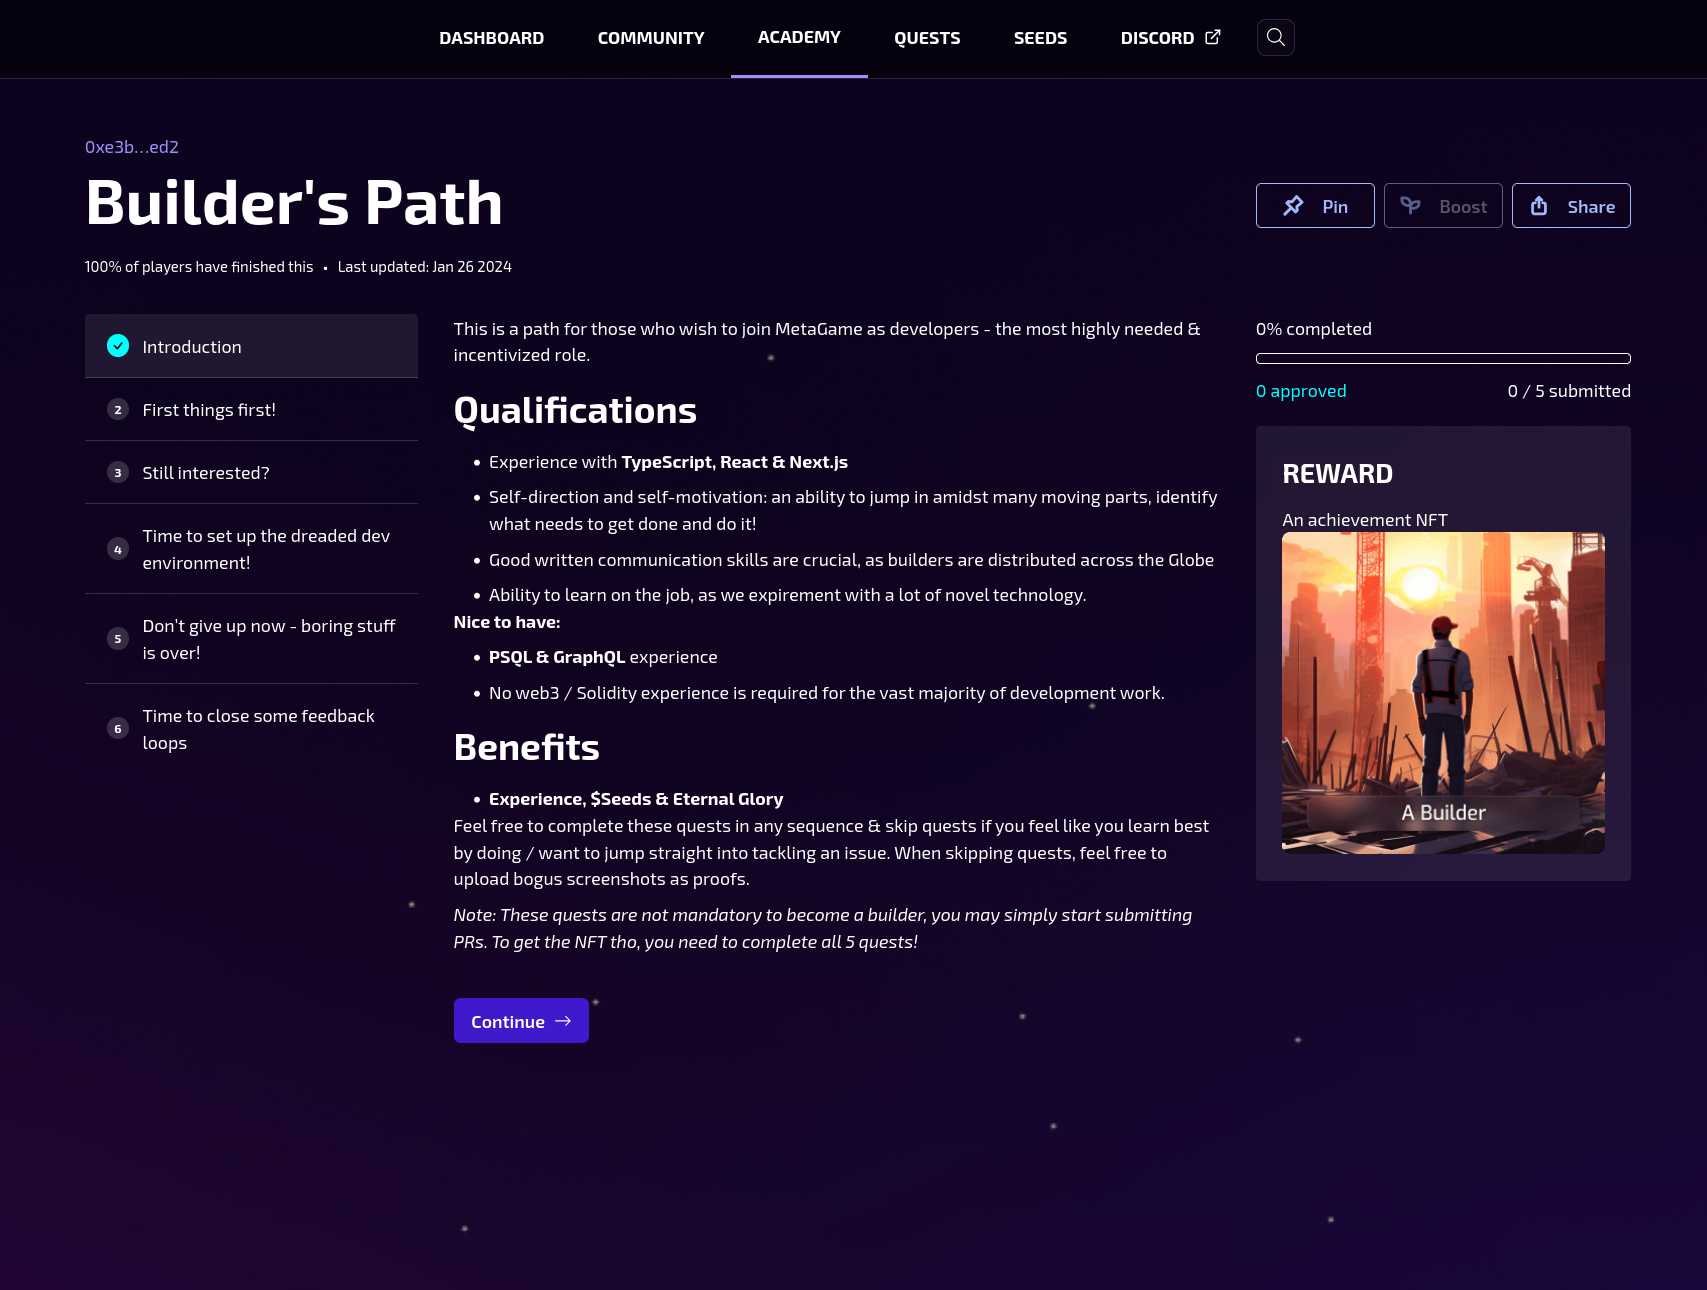 DASHBOARD COMMUNITY ACADEMY QUESTS SEEDS DISCORD
0xe3b...ed2
Builder's Path
Pin Boost Share
100% of players have finished this • Last updated: Jan 26 2024
Introduction
2 First things first!
3 Still interested?
4 Time to set up the dreaded dev
environment!
5 Don't give up now - boring stuff
is over!
6 Time to close some feedback
loops
This is a path for those who wish to join MetaGame as developers - the most highly needed &
incentivized role.
Qualifications
• Experience with TypeScript, React & Next.js
• Self-direction and self-motivation: an ability to jump in amidst many moving parts, identify
what needs to get done and do it!
• Good written communication skills are crucial, as builders are distributed across the Globe
• Ability to learn on the job, as we expirement with a lot of novel technology.
Nice to have:
• PSQL & GraphQL experience
• No web3 / Solidity experience is required for the vast majority of development work.
Benefits
• Experience, $Seeds & Eternal Glory
Feel free to complete these quests in any sequence & skip quests if you feel like you learn best
by doing / want to jump straight into tackling an issue. When skipping quests, feel free to
upload bogus screenshots as proofs.
Note: These quests are not mandatory to become a builder, you may simply start submitting
PRs. To get the NFT tho, you need to complete all 5 quests!
Continue →
0% completed
0 approved 0 / 5 submitted
REWARD
An achievement NFT
A Builder